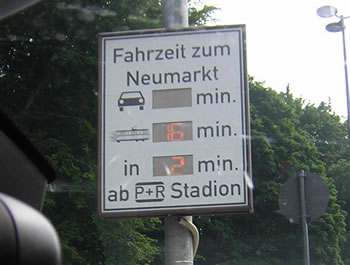 Fahrzeit zum
Neumarkt
min.
16 min.
in 2 min.
ab P+R Stadion